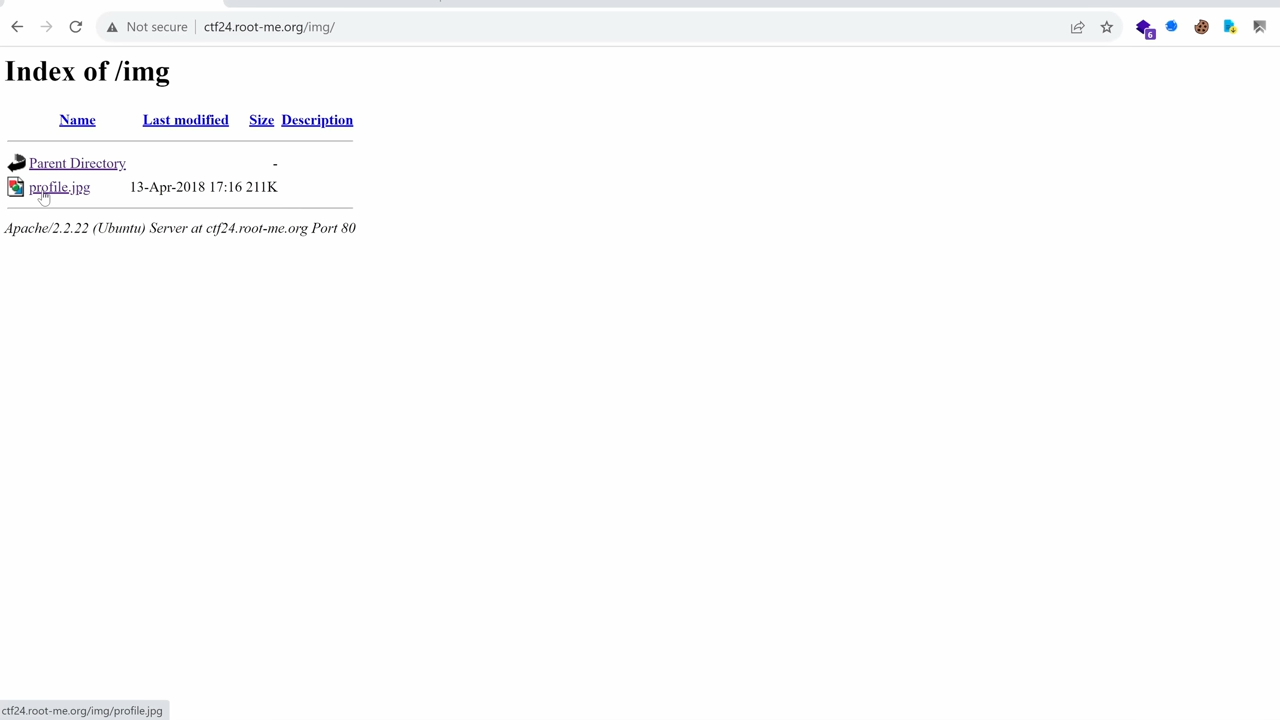 Not secure
ctf24.root-me.org/img/
6
Index of /img
Name Last modified Size Description
Parent Directory -
profile.jpg 13-Apr-2018 17:16 211K
Apache/2.2.22 (Ubuntu) Server at ctf24.root-me.org Port 80
ctf24.root-me.org/img/profile.jpg